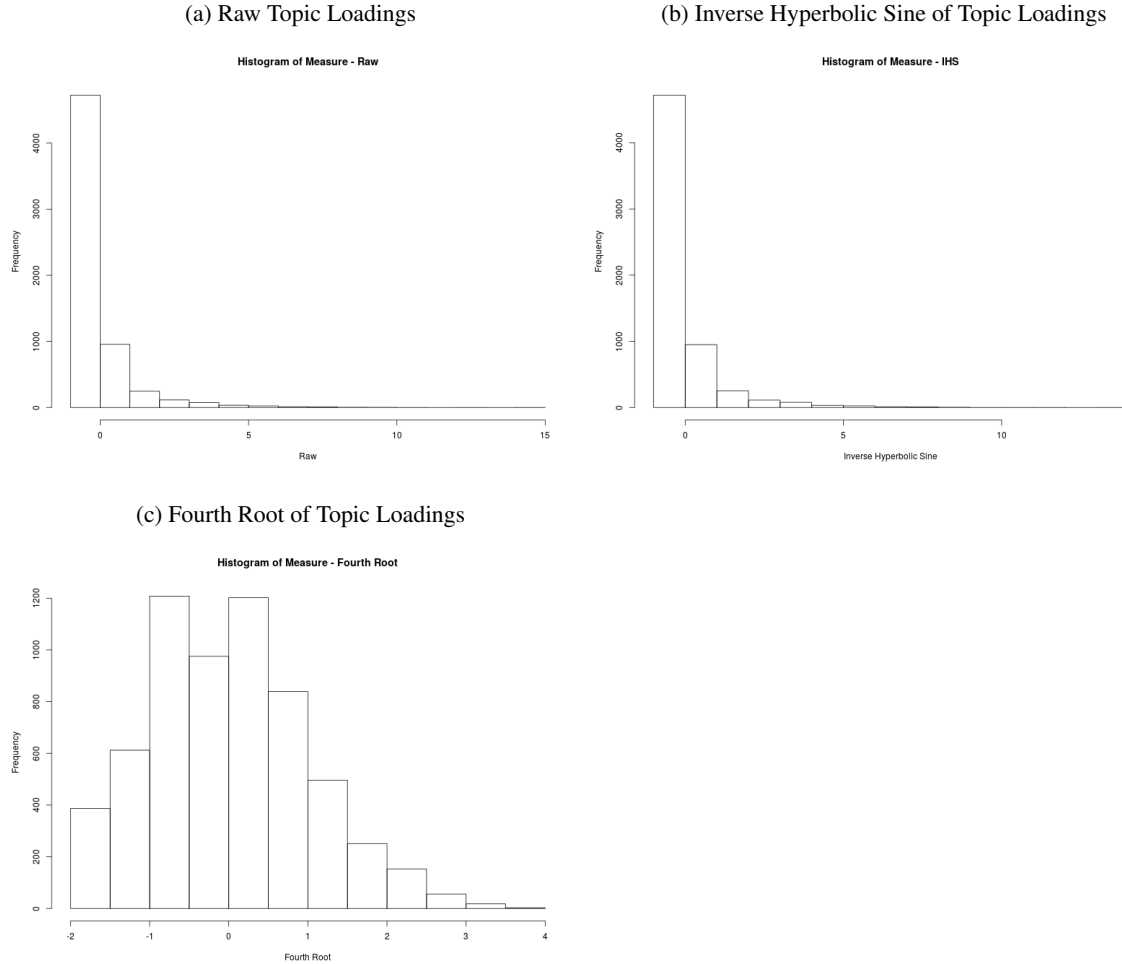 (a) Raw Topic Loadings
Histogram of Measure - Raw
Frequency
0
1000
2000
3000
4000
0
5
10
15
Raw
(b) Inverse Hyperbolic Sine of Topic Loadings
Histogram of Measure - IHS
Frequency
0
1000
2000
3000
4000
0
5
10
Inverse Hyperbolic Sine
(c) Fourth Root of Topic Loadings
Histogram of Measure - Fourth Root
Frequency
0
200
400
600
800
1000
1200
-2
-1
0
1
2
3
4
Fourth Root